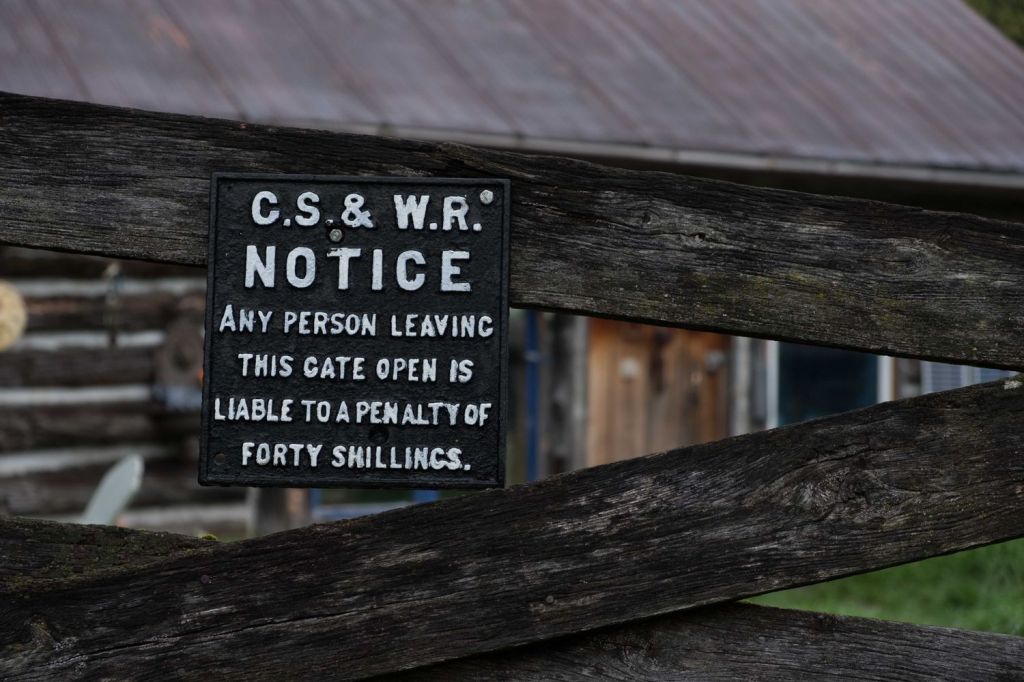 C.S. & W.R.
NOTICE
ANY PERSON LEAVING
THIS GATE OPEN IS
LIABLE TO A PENALTY OF
FORTY SHILLINGS.